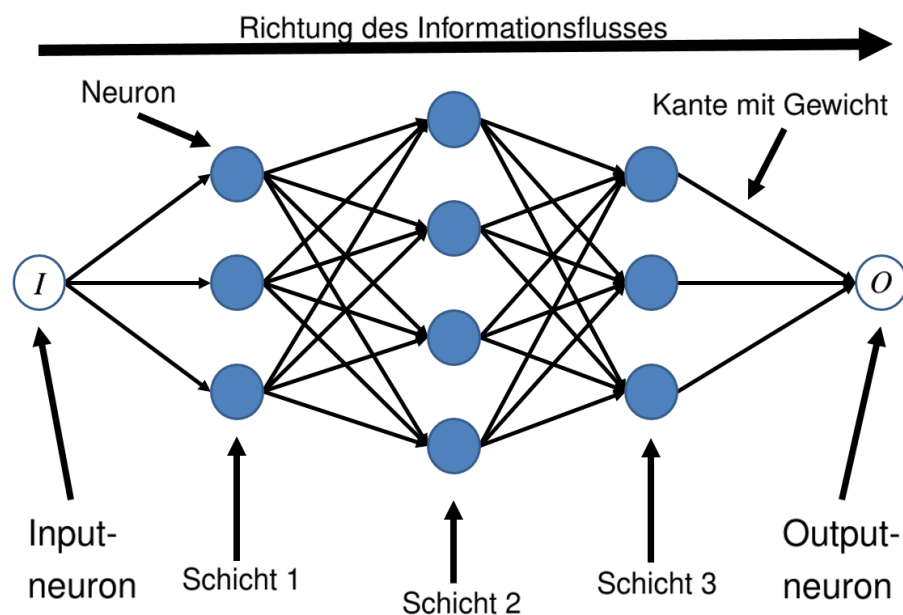 Richtung des Informationsflusses
Neuron
Kante mit Gewicht
I
O
Input-
neuron
Schicht 1
Schicht 2
Schicht 3
Output-
neuron